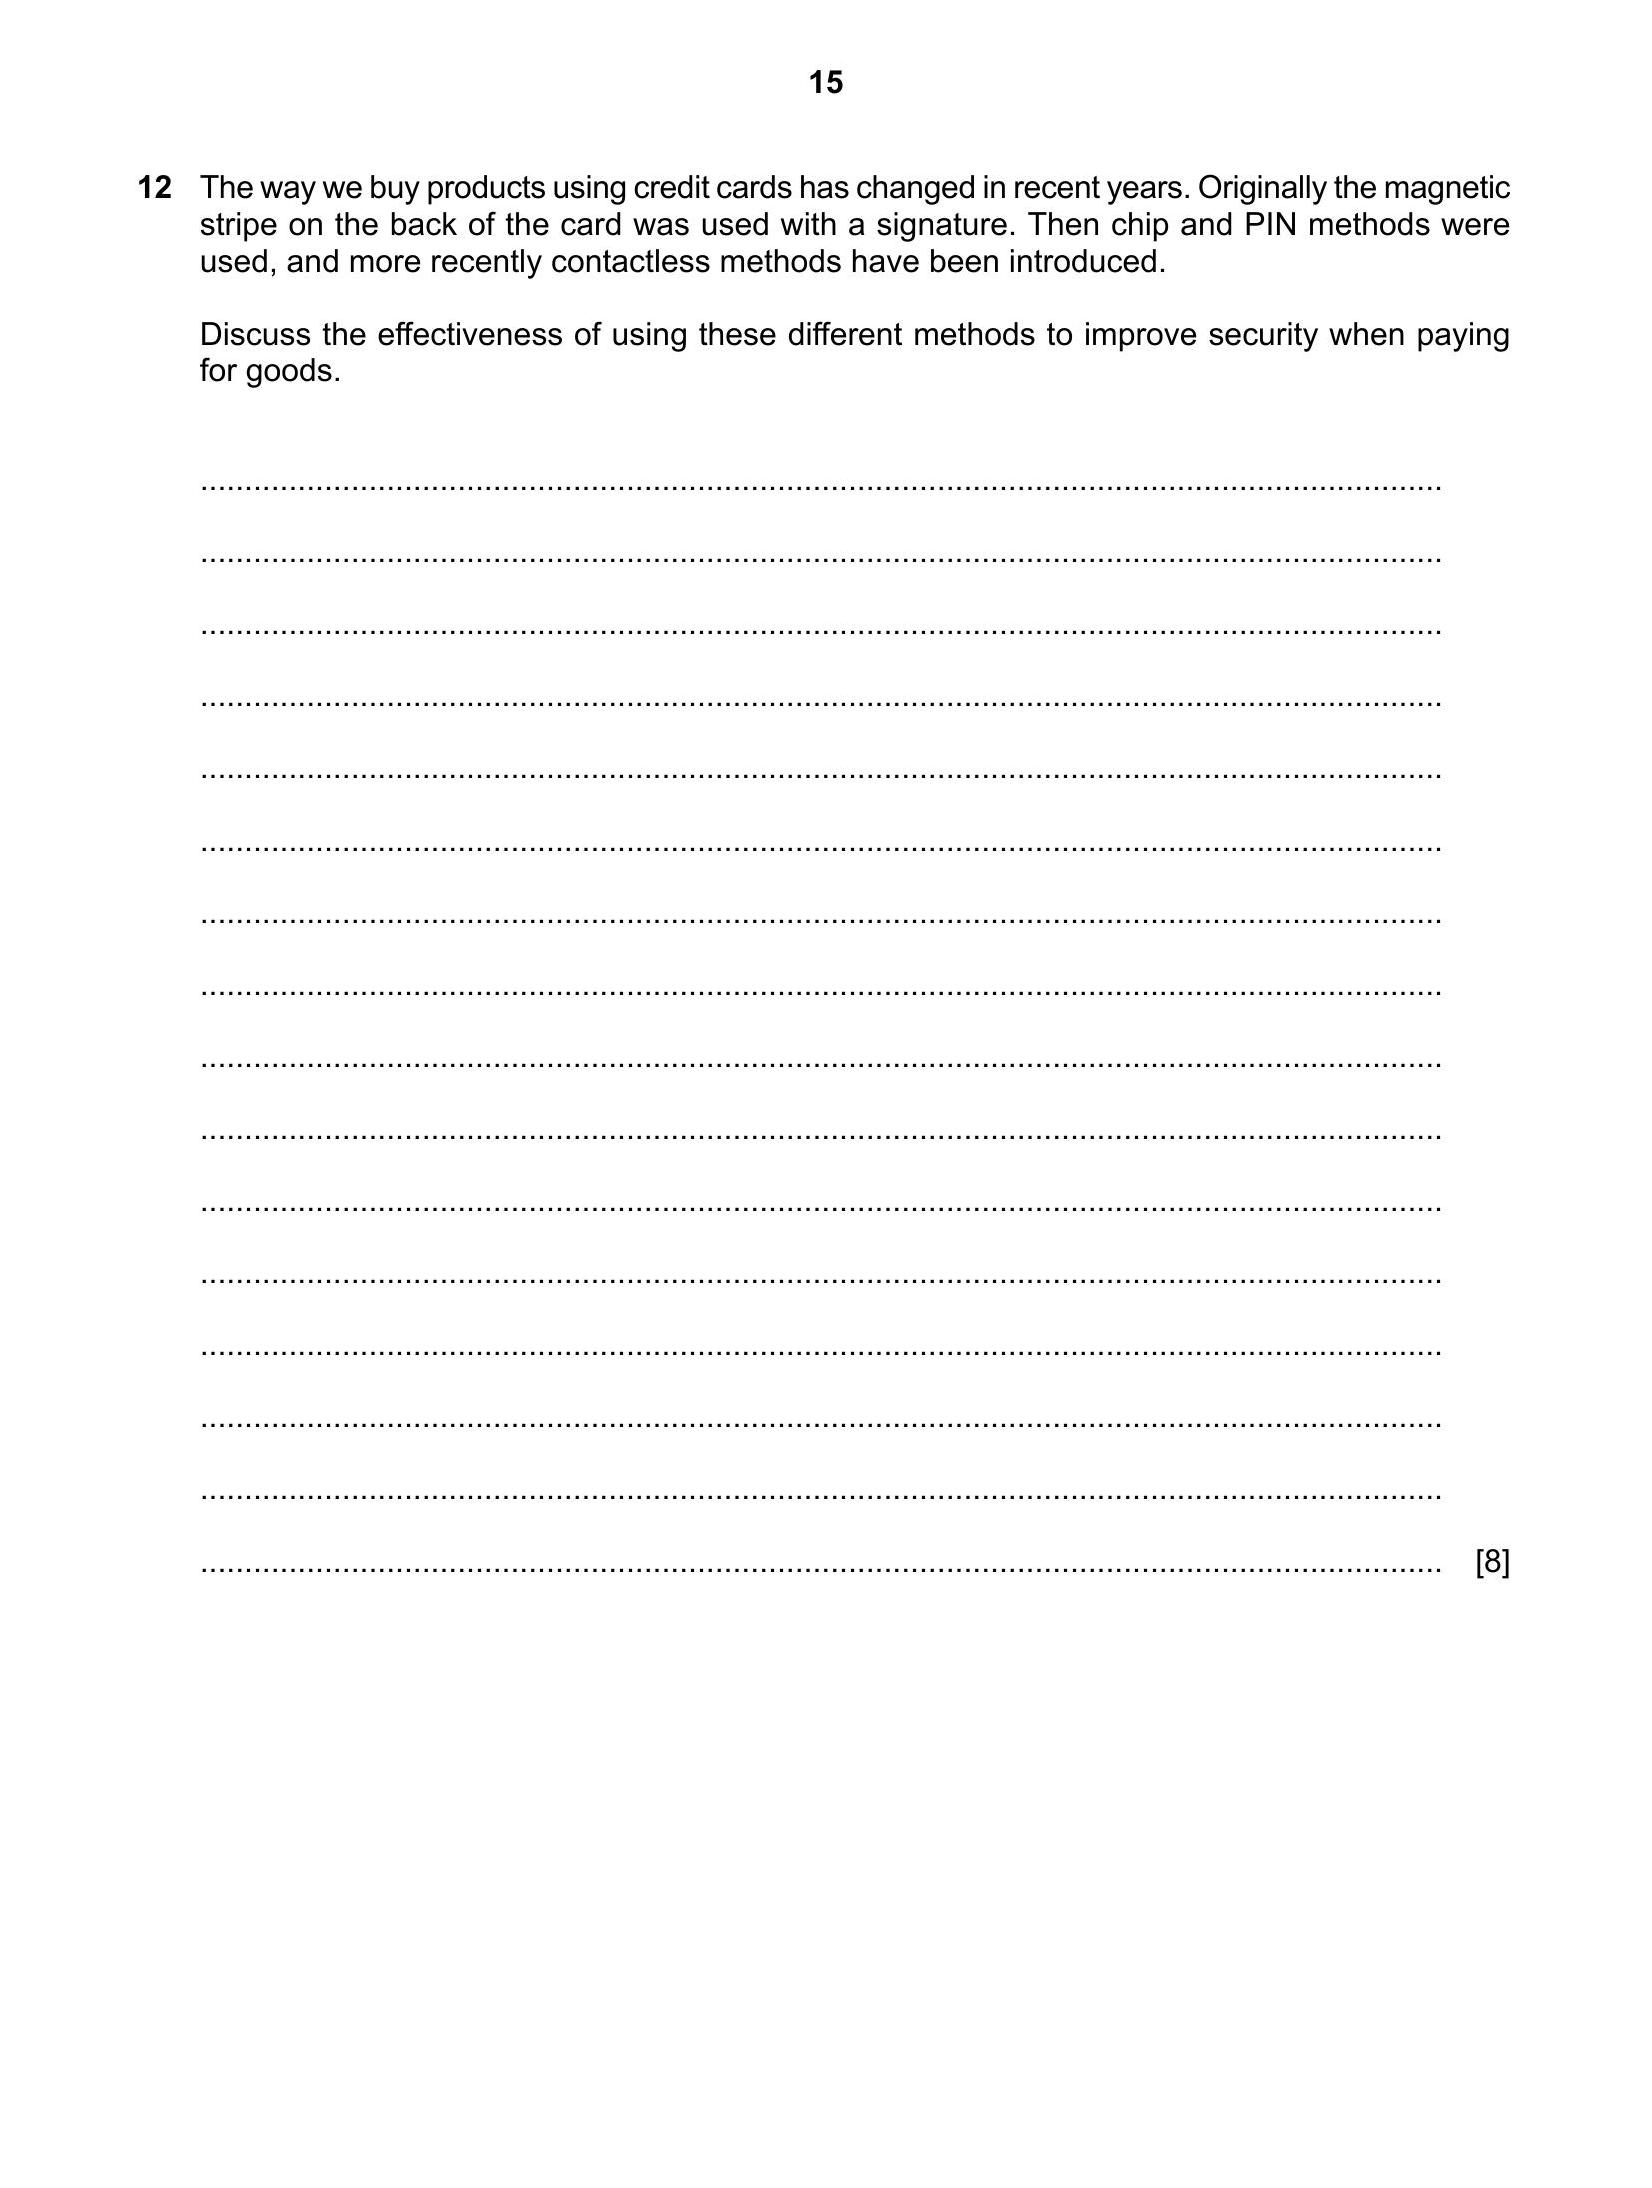 15
12 The way we buy products using credit cards has changed in recent years. Originally the magnetic
stripe on the back of the card was used with a signature. Then chip and PIN methods were
used, and more recently contactless methods have been introduced.
Discuss the effectiveness of using these different methods to improve security when paying
for goods.
[8]